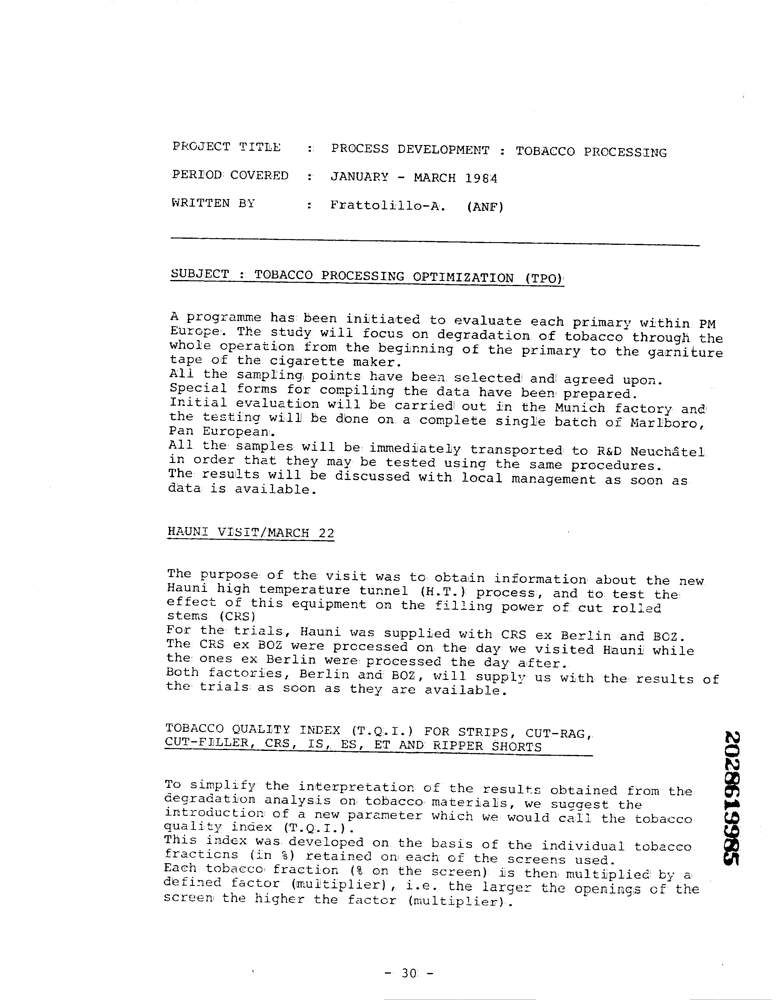 PROJECT TITLE : PROCESS DEVELOPMENT : TOBACCO PROCESSING
PERIOD COVERED : JANUARY - MARCH 1984
WRITTEN BY : Frattolillo-A. (ANF)
SUBJECT : TOBACCO PROCESSING OPTIMIZATION (TPO)
A programme has been initiated to evaluate each primary within PM
Europe. The study will focus on degradation of tobacco through the
whole operation from the beginning of the primary to the garniture
tape of the cigarette maker.
All the sampling points have been selected and agreed upon.
Special forms for compiling the data have been prepared.
Initial evaluation will be carried out in the Munich factory and
the testing will be done on a complete single batch of Marlboro,
Pan European.
All the samples will be immediately transported to R&D Neuchâtel
in order that they may be tested using the same procedures.
The results will be discussed with local management as soon as
data is available.
HAUNI VISIT/MARCH 22
The purpose of the visit was to obtain information about the new
Hauni high temperature tunnel (H.T.) process, and to test the
effect of this equipment on the filling power of cut rolled
stems (CRS)
For the trials, Hauni was supplied with CRS ex Berlin and BOZ.
The CRS ex BOZ were processed on the day we visited Hauni while
the ones ex Berlin were processed the day after.
Both factories, Berlin and BOZ, will supply us with the results of
the trials as soon as they are available.
TOBACCO QUALITY INDEX (T.Q.I.) FOR STRIPS, CUT-RAG,
CUT-FILLER, CRS, IS, ES, ET AND RIPPER SHORTS
To simplify the interpretation of the results obtained from the
degradation analysis on tobacco materials, we suggest the
introduction of a new parameter which we would call the tobacco
quality index (T.Q.I.).
This index was developed on the basis of the individual tobacco
fractions (in %) retained on each of the screens used.
Each tobacco fraction (% on the screen) is then multiplied by a
defined factor (multiplier), i.e. the larger the openings of the
screen the higher the factor (multiplier).
2028619985
- 30 -